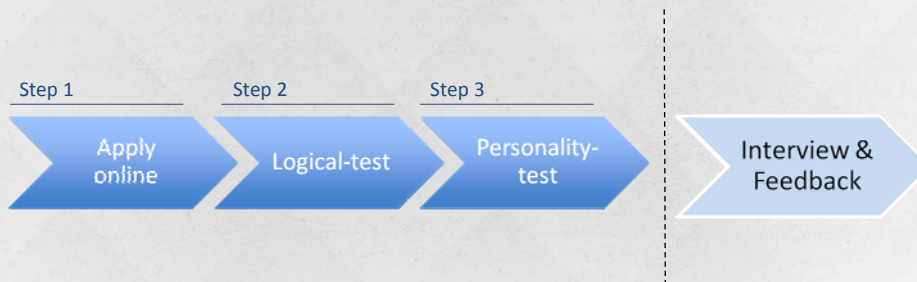 Step 1
Step 2
Step 3
Apply
online
Logical-test
Personality-
test
Interview &
Feedback